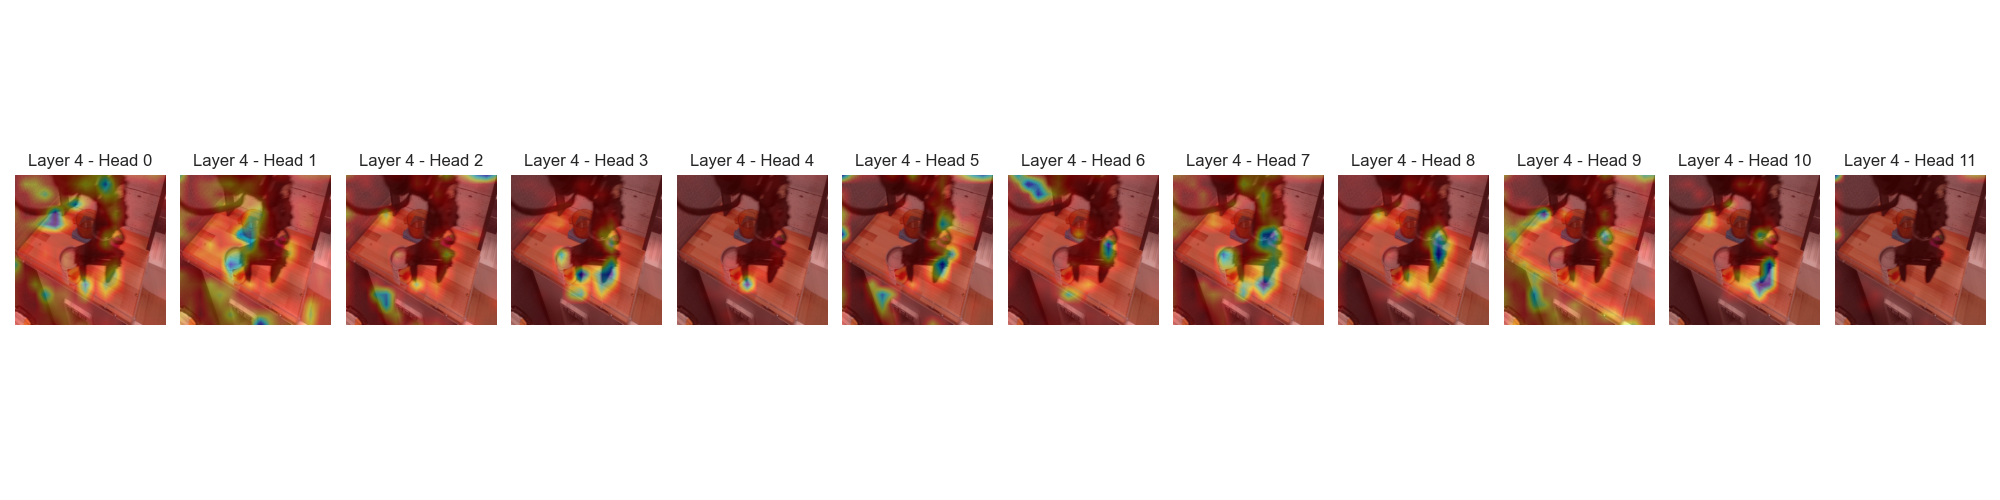 Layer 4 - Head 0
Layer 4 - Head 1
Layer 4 - Head 2
Layer 4 - Head 3
Layer 4 - Head 4
Layer 4 - Head 5
Layer 4 - Head 6
Layer 4 - Head 7
Layer 4 - Head 8
Layer 4 - Head 9
Layer 4 - Head 10
Layer 4 - Head 11